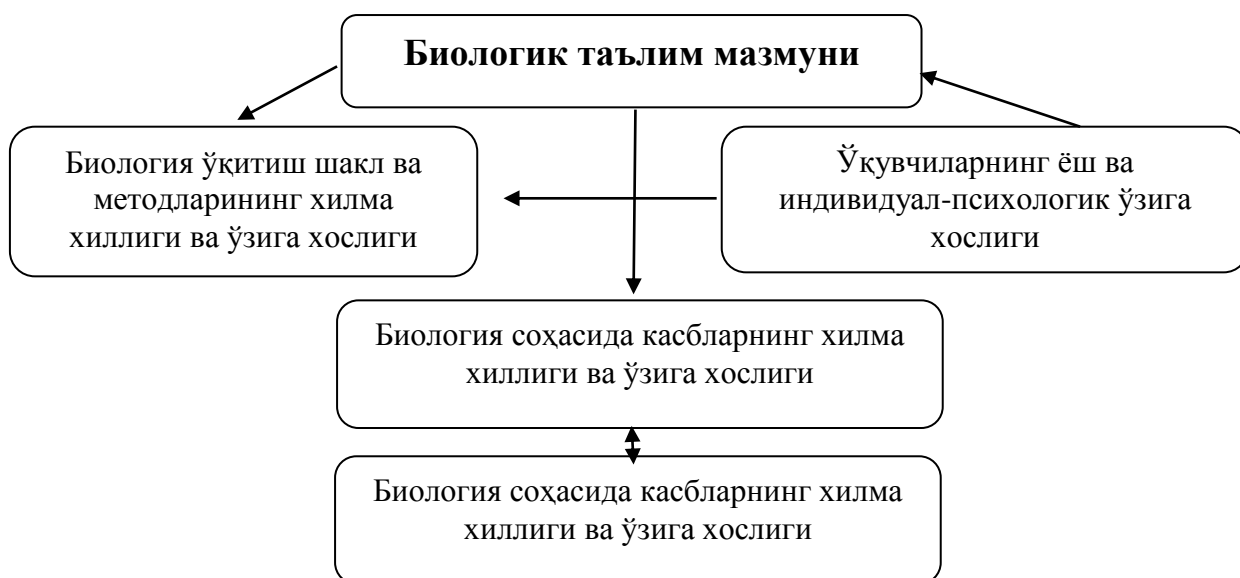 Биологик таълим мазмуни
Биология ўқитиш шакл ва
методларининг хилма
хиллиги ва ўзига хослиги
Ўқувчиларнинг ёш ва
индивидуал-психологик ўзига
хослиги
Биология соҳасида касбларнинг хилма
хиллиги ва ўзига хослиги
Биология соҳасида касбларнинг хилма
хиллиги ва ўзига хослиги